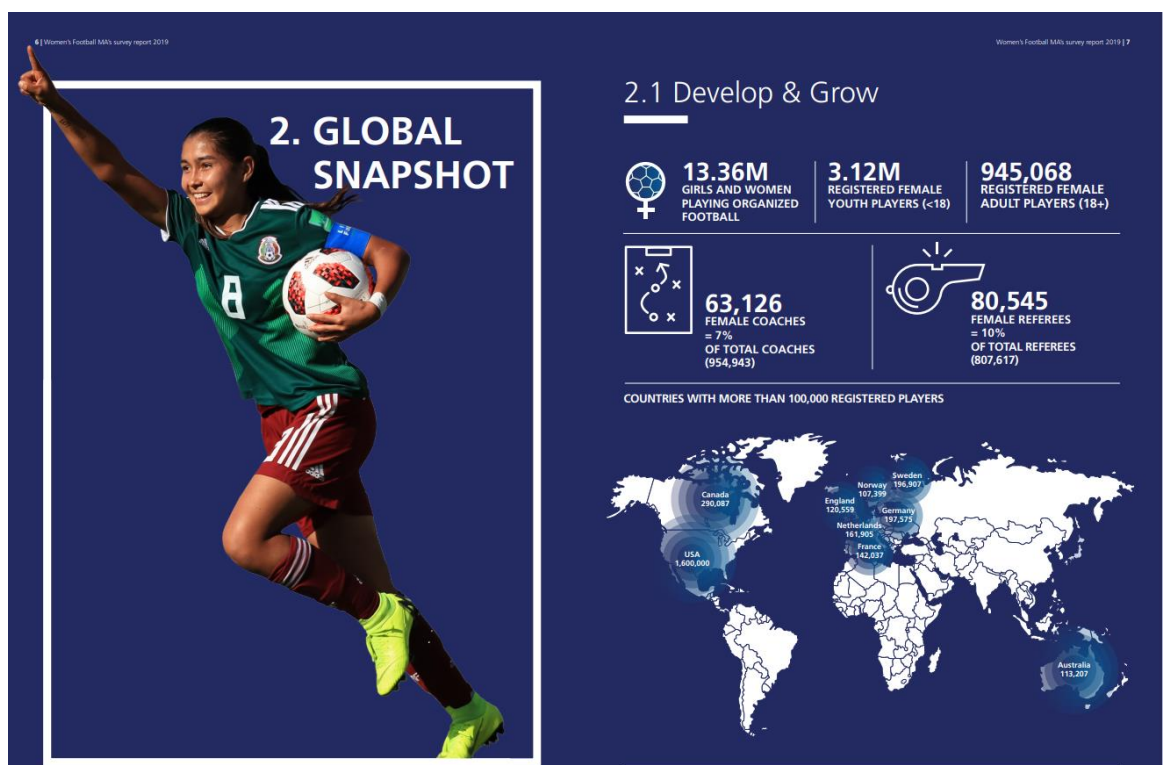 6 | Women's Football MA's survey report 2019
2. GLOBAL
SNAPSHOT
8
Women's Football MA's survey report 2019 | 7
2.1 Develop & Grow
13.36M
GIRLS AND WOMEN
PLAYING ORGANIZED
FOOTBALL
3.12M
REGISTERED FEMALE
YOUTH PLAYERS (<18)
945,068
REGISTERED FEMALE
ADULT PLAYERS (18+)
63,126
FEMALE COACHES
= 7%
OF TOTAL COACHES
(954,943)
80,545
FEMALE REFEREES
= 10%
OF TOTAL REFEREES
(807,617)
COUNTRIES WITH MORE THAN 100,000 REGISTERED PLAYERS
Canada
290,087
USA
1,600,000
Sweden
196,907
Norway
107,399
England
120,559
Germany
197,575
Netherlands
161,905
France
142,037
Australia
113,207